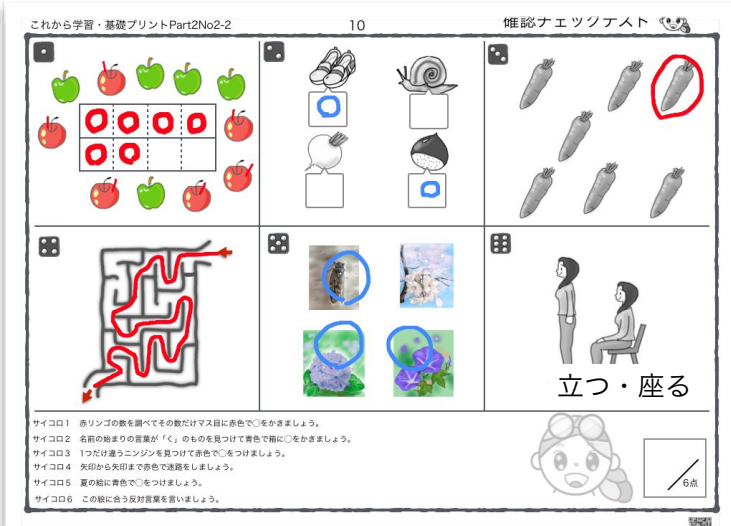 これから学習・基礎プリントPart2No2-2
10
確認チェックテスト
立つ・座る
サイコロ1 赤リンゴの数を調べてその数だけマス目に赤色で○をかきましょう。
サイコロ2 名前の始まりの言葉が「く」のものを見つけて青色で箱に○をかきましょう。
サイコロ3 1つだけ違うニンジンを見つけて赤色で○をつけましょう。
サイコロ4 矢印から矢印まで赤色で迷路をしましょう。
サイコロ5 夏の絵に青色で○をつけましょう。
サイコロ6 この絵に合う反対言葉を言いましょう。
6点